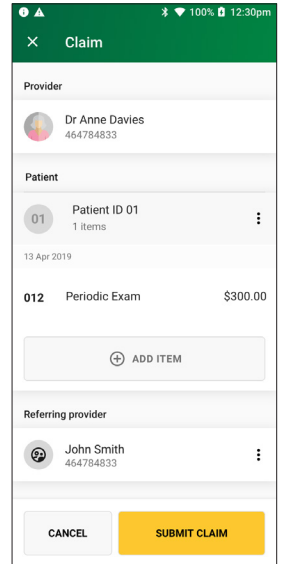 100% 12:30pm
Claim
Provider
Dr Anne Davies
464784833
Patient
01 Patient ID 01
1 items
13 Apr 2019
012 Periodic Exam $300.00
ADD ITEM
Referring provider
John Smith
464784833
CANCEL SUBMIT CLAIM